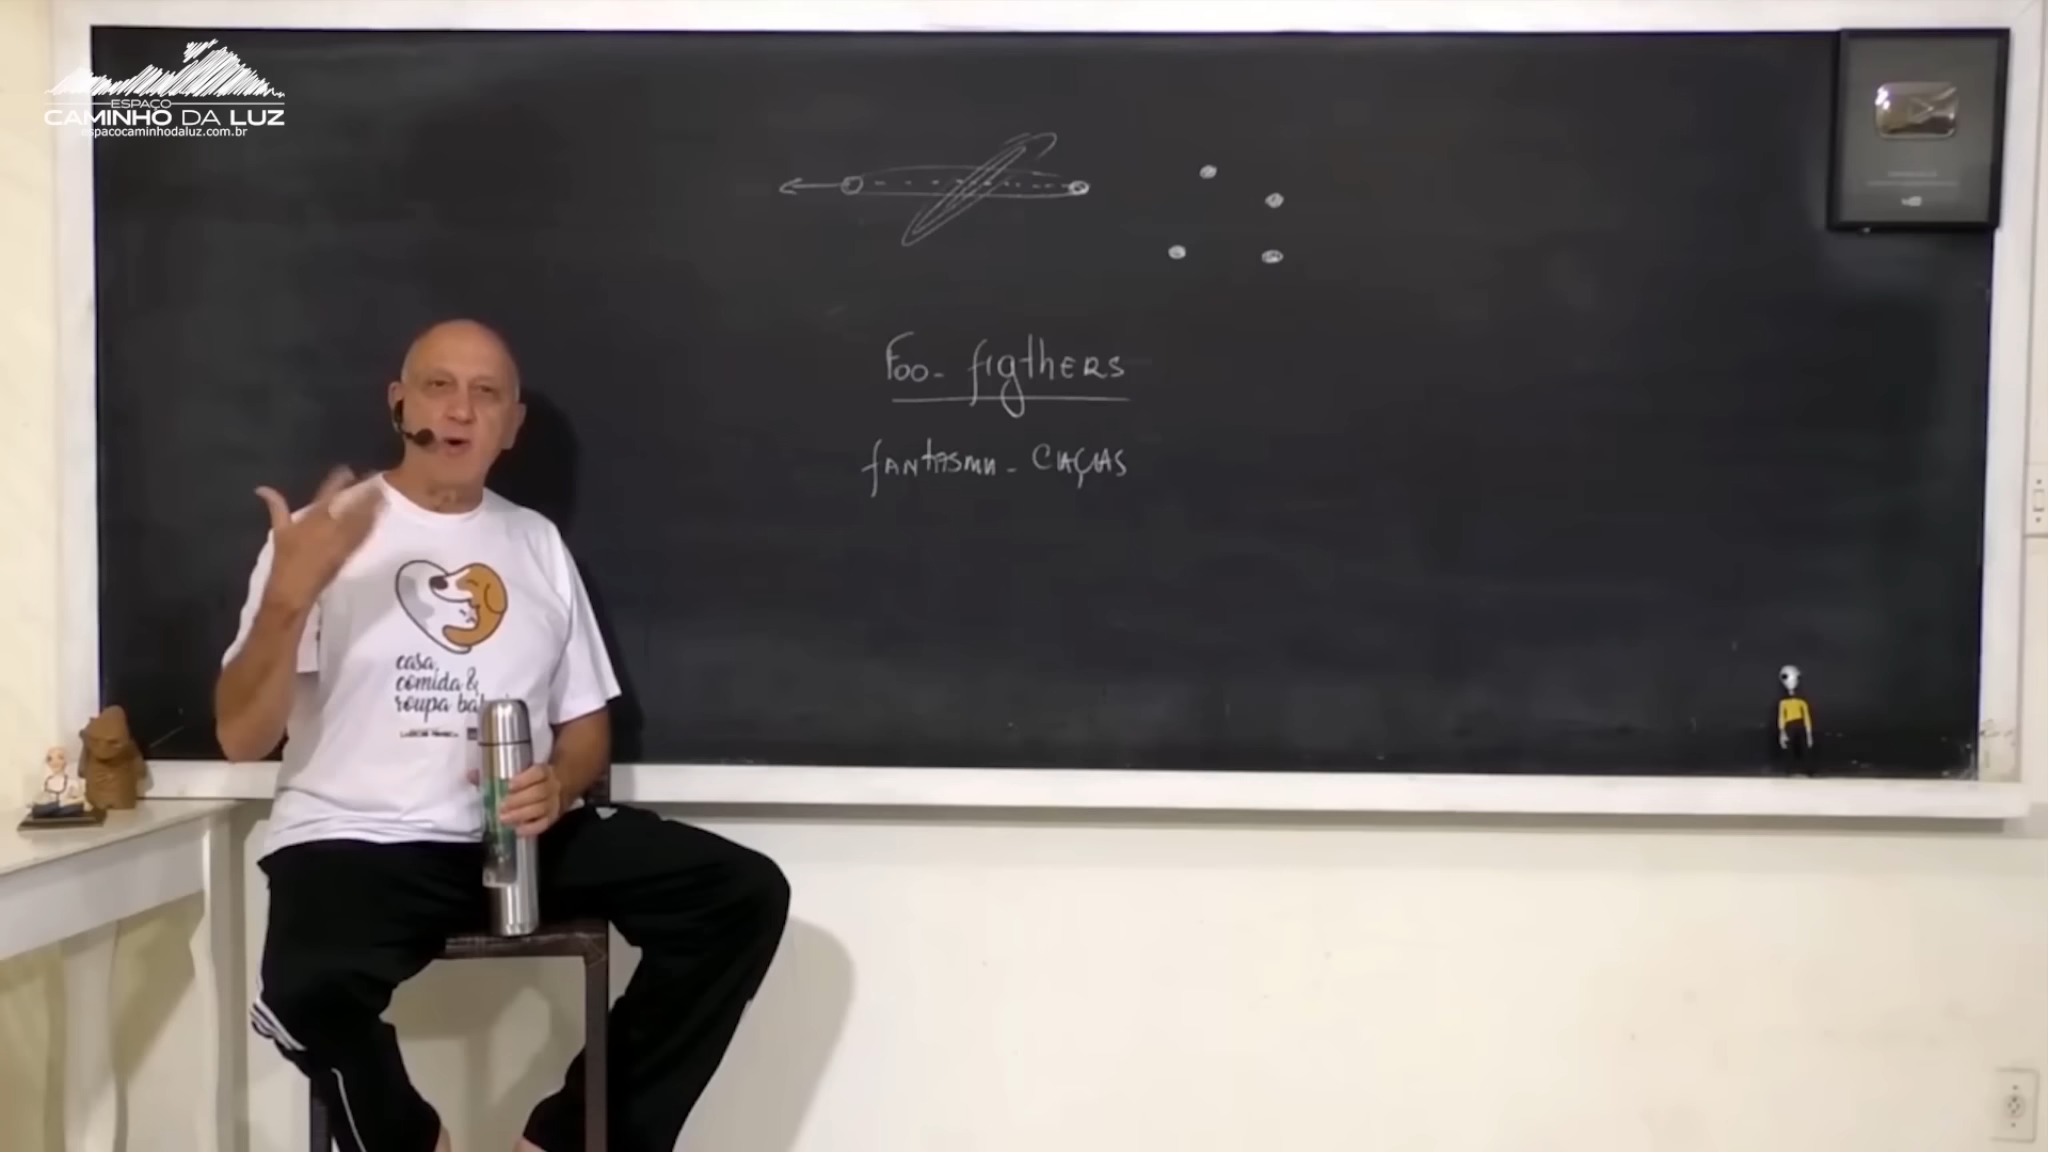 ESPAÇO
CAMINHO DA LUZ
espacocaminhodaluz.com.br
Foo- figthers
fantasma- caças
casa,
comida &
roupa